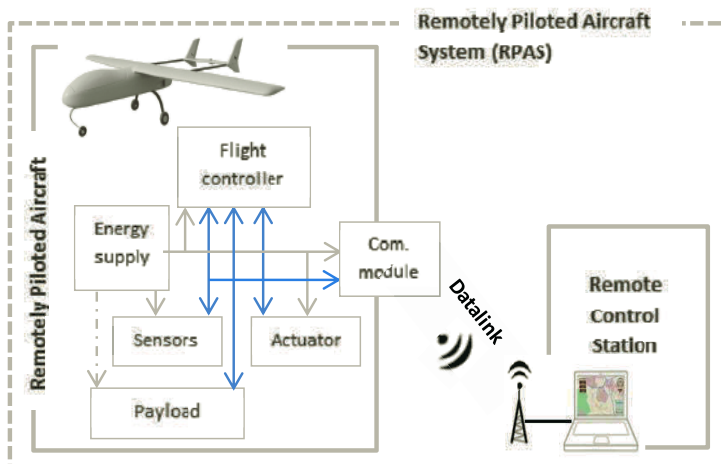 Remotely Piloted Aircraft
System (RPAS)
Remotely Piloted Aircraft
Flight
controller
Energy
supply
Com.
module
Sensors
Actuator
Payload
Datalink
Remote
Control
Station